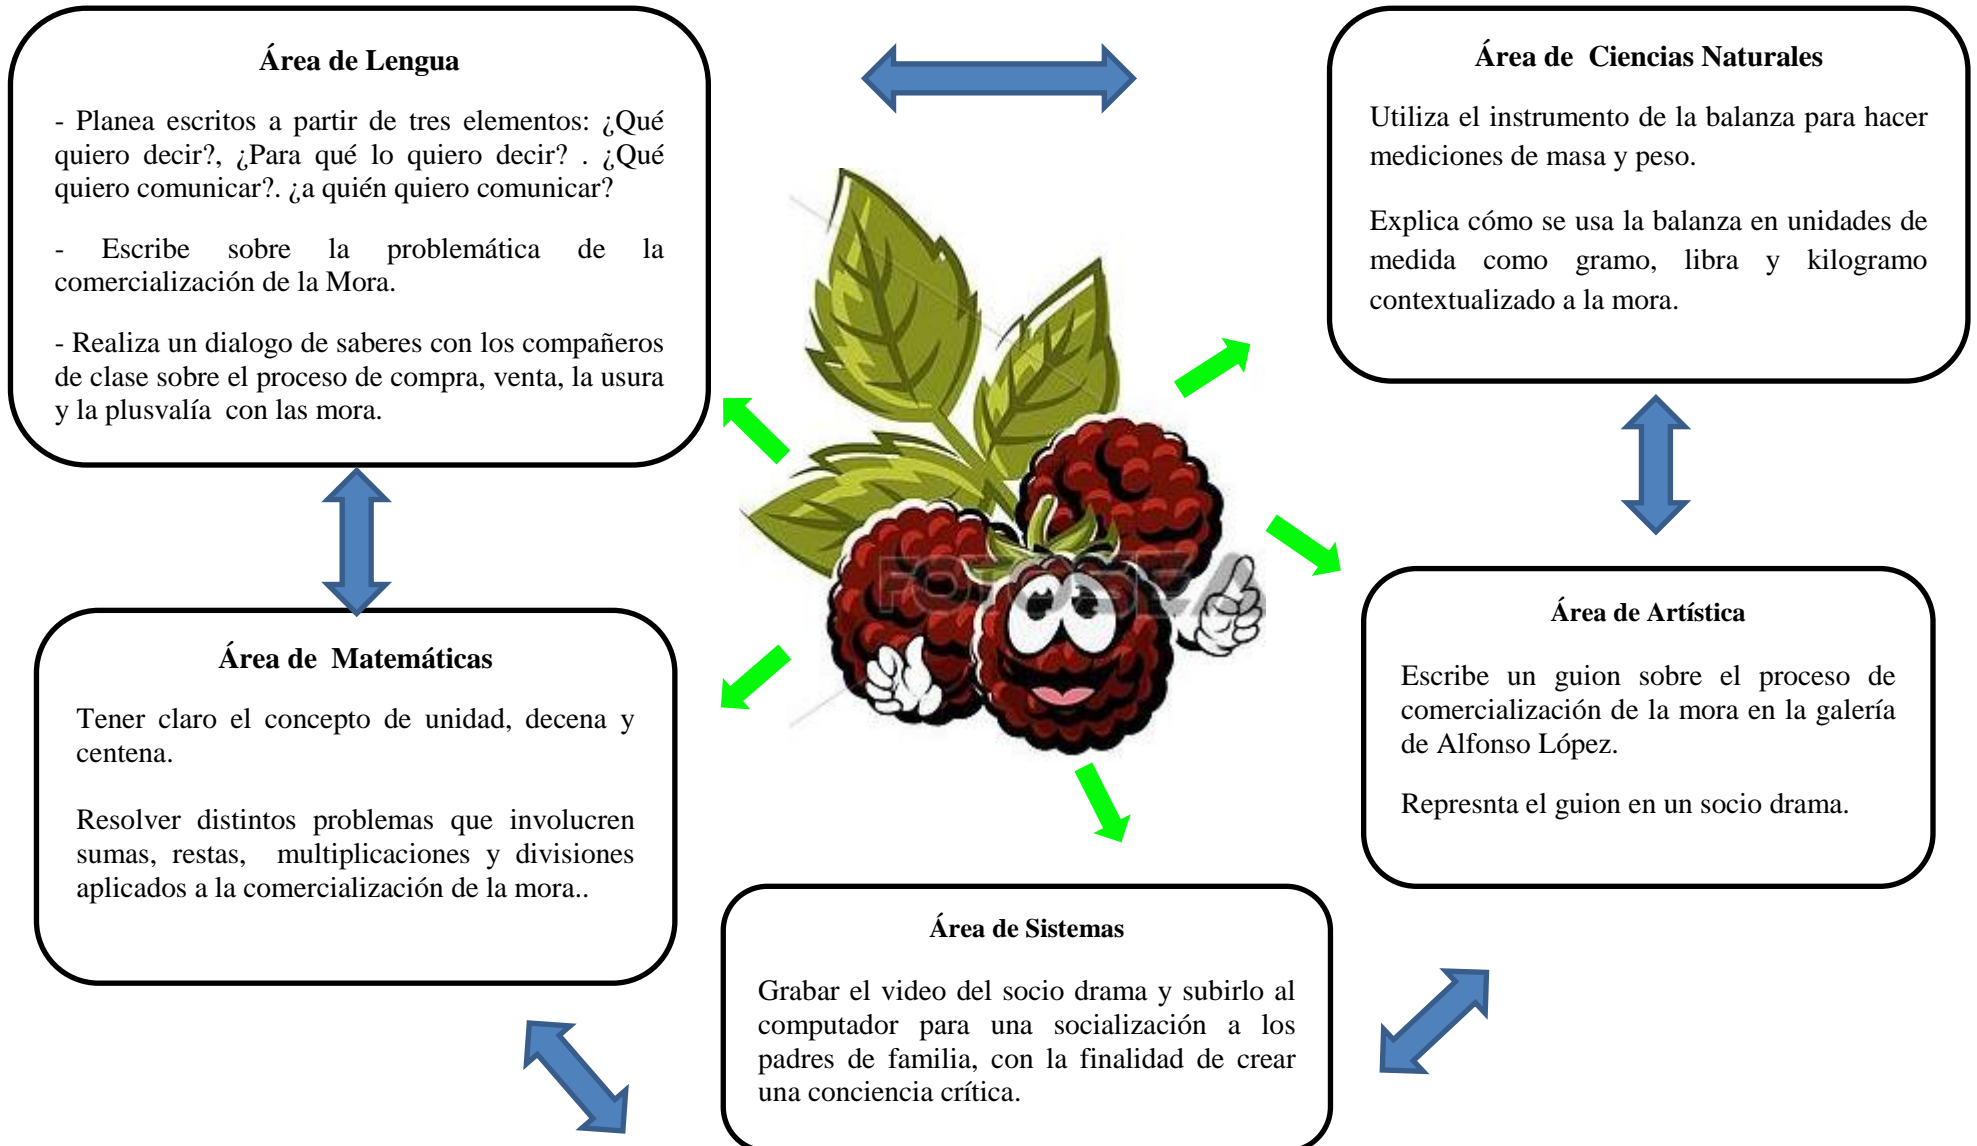 Área de Lengua
- Planea escritos a partir de tres elementos: ¿Qué
quiero decir?, ¿Para qué lo quiero decir? . ¿Qué
quiero comunicar?. ¿a quién quiero comunicar?
- Escribe sobre la problemática de la
comercialización de la Mora.
- Realiza un dialogo de saberes con los compañeros
de clase sobre el proceso de compra, venta, la usura
y la plusvalía con las mora.
Área de Ciencias Naturales
Utiliza el instrumento de la balanza para hacer
mediciones de masa y peso.
Explica cómo se usa la balanza en unidades de
medida como gramo, libra y kilogramo
contextualizado a la mora.
Área de Matemáticas
Tener claro el concepto de unidad, decena y
centena.
Resolver distintos problemas que involucren
sumas, restas, multiplicaciones y divisiones
aplicados a la comercialización de la mora..
Área de Artística
Escribe un guion sobre el proceso de
comercialización de la mora en la galería
de Alfonso López.
Represnta el guion en un socio drama.
Área de Sistemas
Grabar el video del socio drama y subirlo al
computador para una socialización a los
padres de familia, con la finalidad de crear
una conciencia crítica.